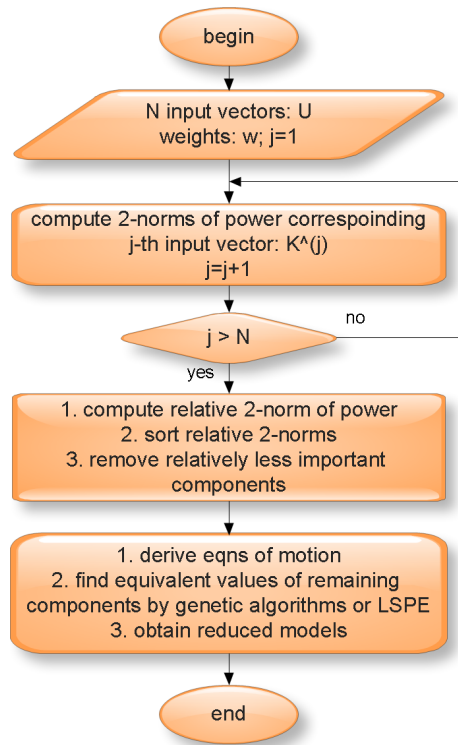 begin
N input vectors: U
weights: w; j=1
compute 2-norms of power correspoinding
j-th input vector: K^(j)
j=j+1
j > N
no
yes
1. compute relative 2-norm of power
2. sort relative 2-norms
3. remove relatively less important
components
1. derive eqns of motion
2. find equivalent values of remaining
components by genetic algorithms or LSPE
3. obtain reduced models
end